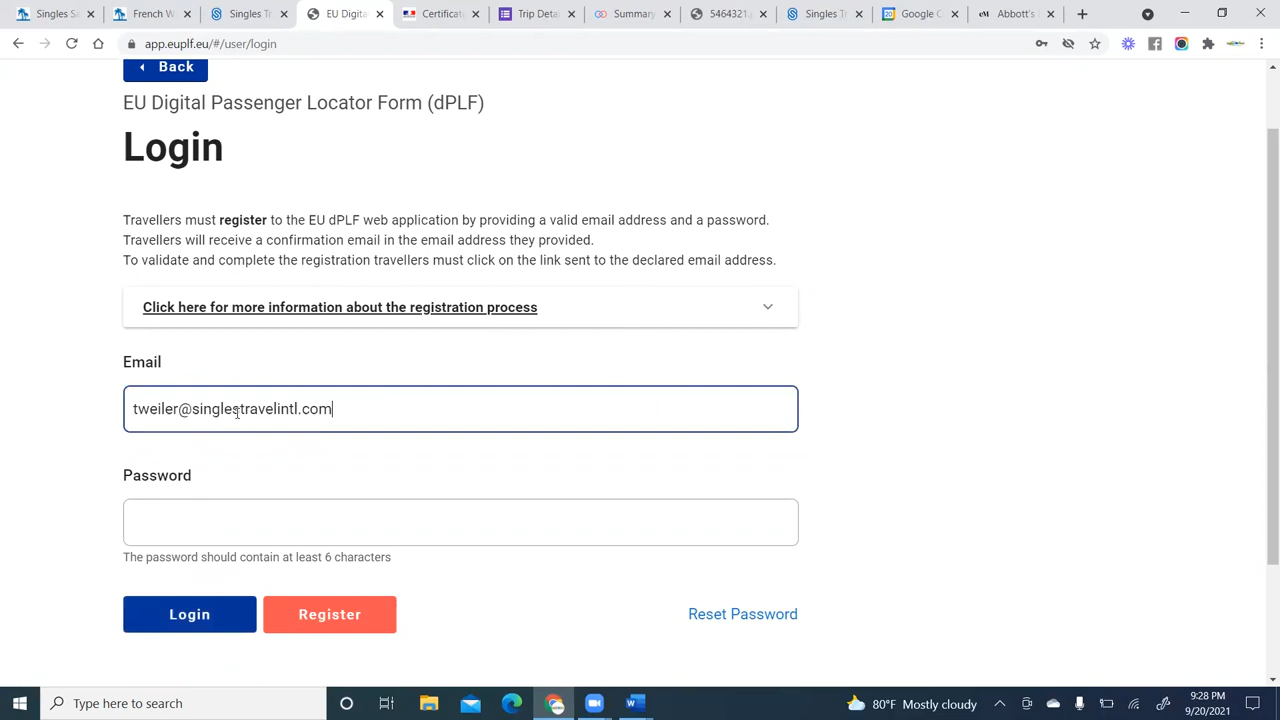 Singles Sa
French W
Singles Tr
EU Digital
Certificate
Trip Detai
Summary
5464321.p
Singles Tr
Google C
Abbott's
app.euplf.eu/#/user/login
Back
EU Digital Passenger Locator Form (dPLF)
Login
Travellers must register to the EU dPLF web application by providing a valid email address and a password.
Travellers will receive a confirmation email in the email address they provided.
To validate and complete the registration travellers must click on the link sent to the declared email address.
Click here for more information about the registration process
Email
tweiler@singlestravelintl.com
Password
The password should contain at least 6 characters
Login Register Reset Password
Type here to search
80°F Mostly cloudy
9:28 PM
9/20/2021